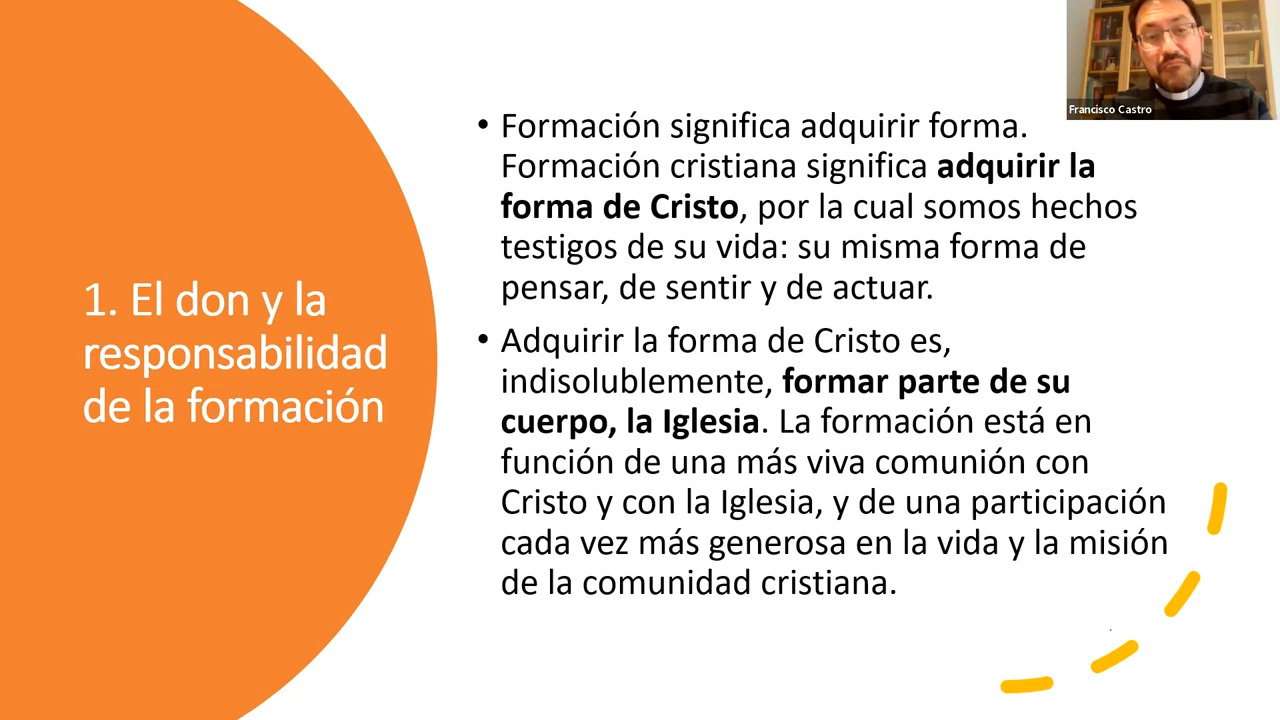 1. El don y la
responsabilidad
de la formación
• Formación significa adquirir forma.
Formación cristiana significa adquirir la
forma de Cristo, por la cual somos hechos
testigos de su vida: su misma forma de
pensar, de sentir y de actuar.
• Adquirir la forma de Cristo es,
indisolublemente, formar parte de su
cuerpo, la Iglesia. La formación está en
función de una más viva comunión con
Cristo y con la Iglesia, y de una participación
cada vez más generosa en la vida y la misión
de la comunidad cristiana.
Francisco Castro